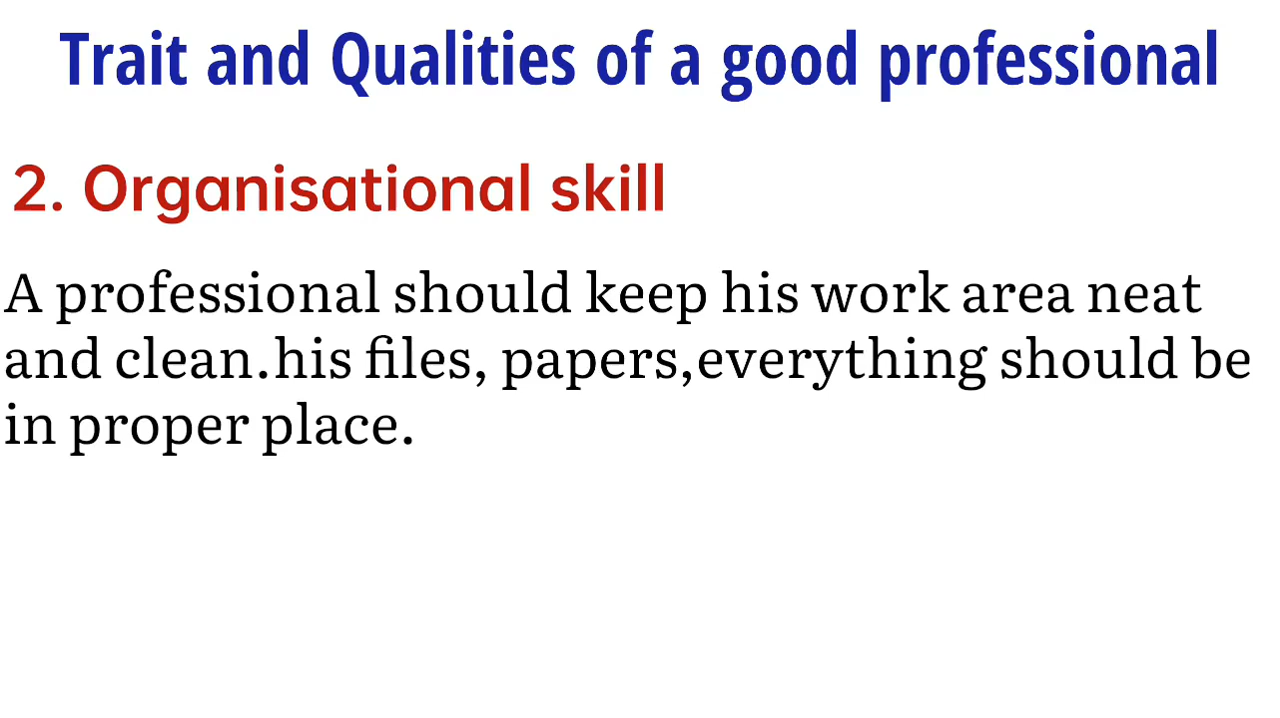 Trait and Qualities of a good professional
2. Organisational skill
A professional should keep his work area neat
and clean.his files, papers,everything should be
in proper place.